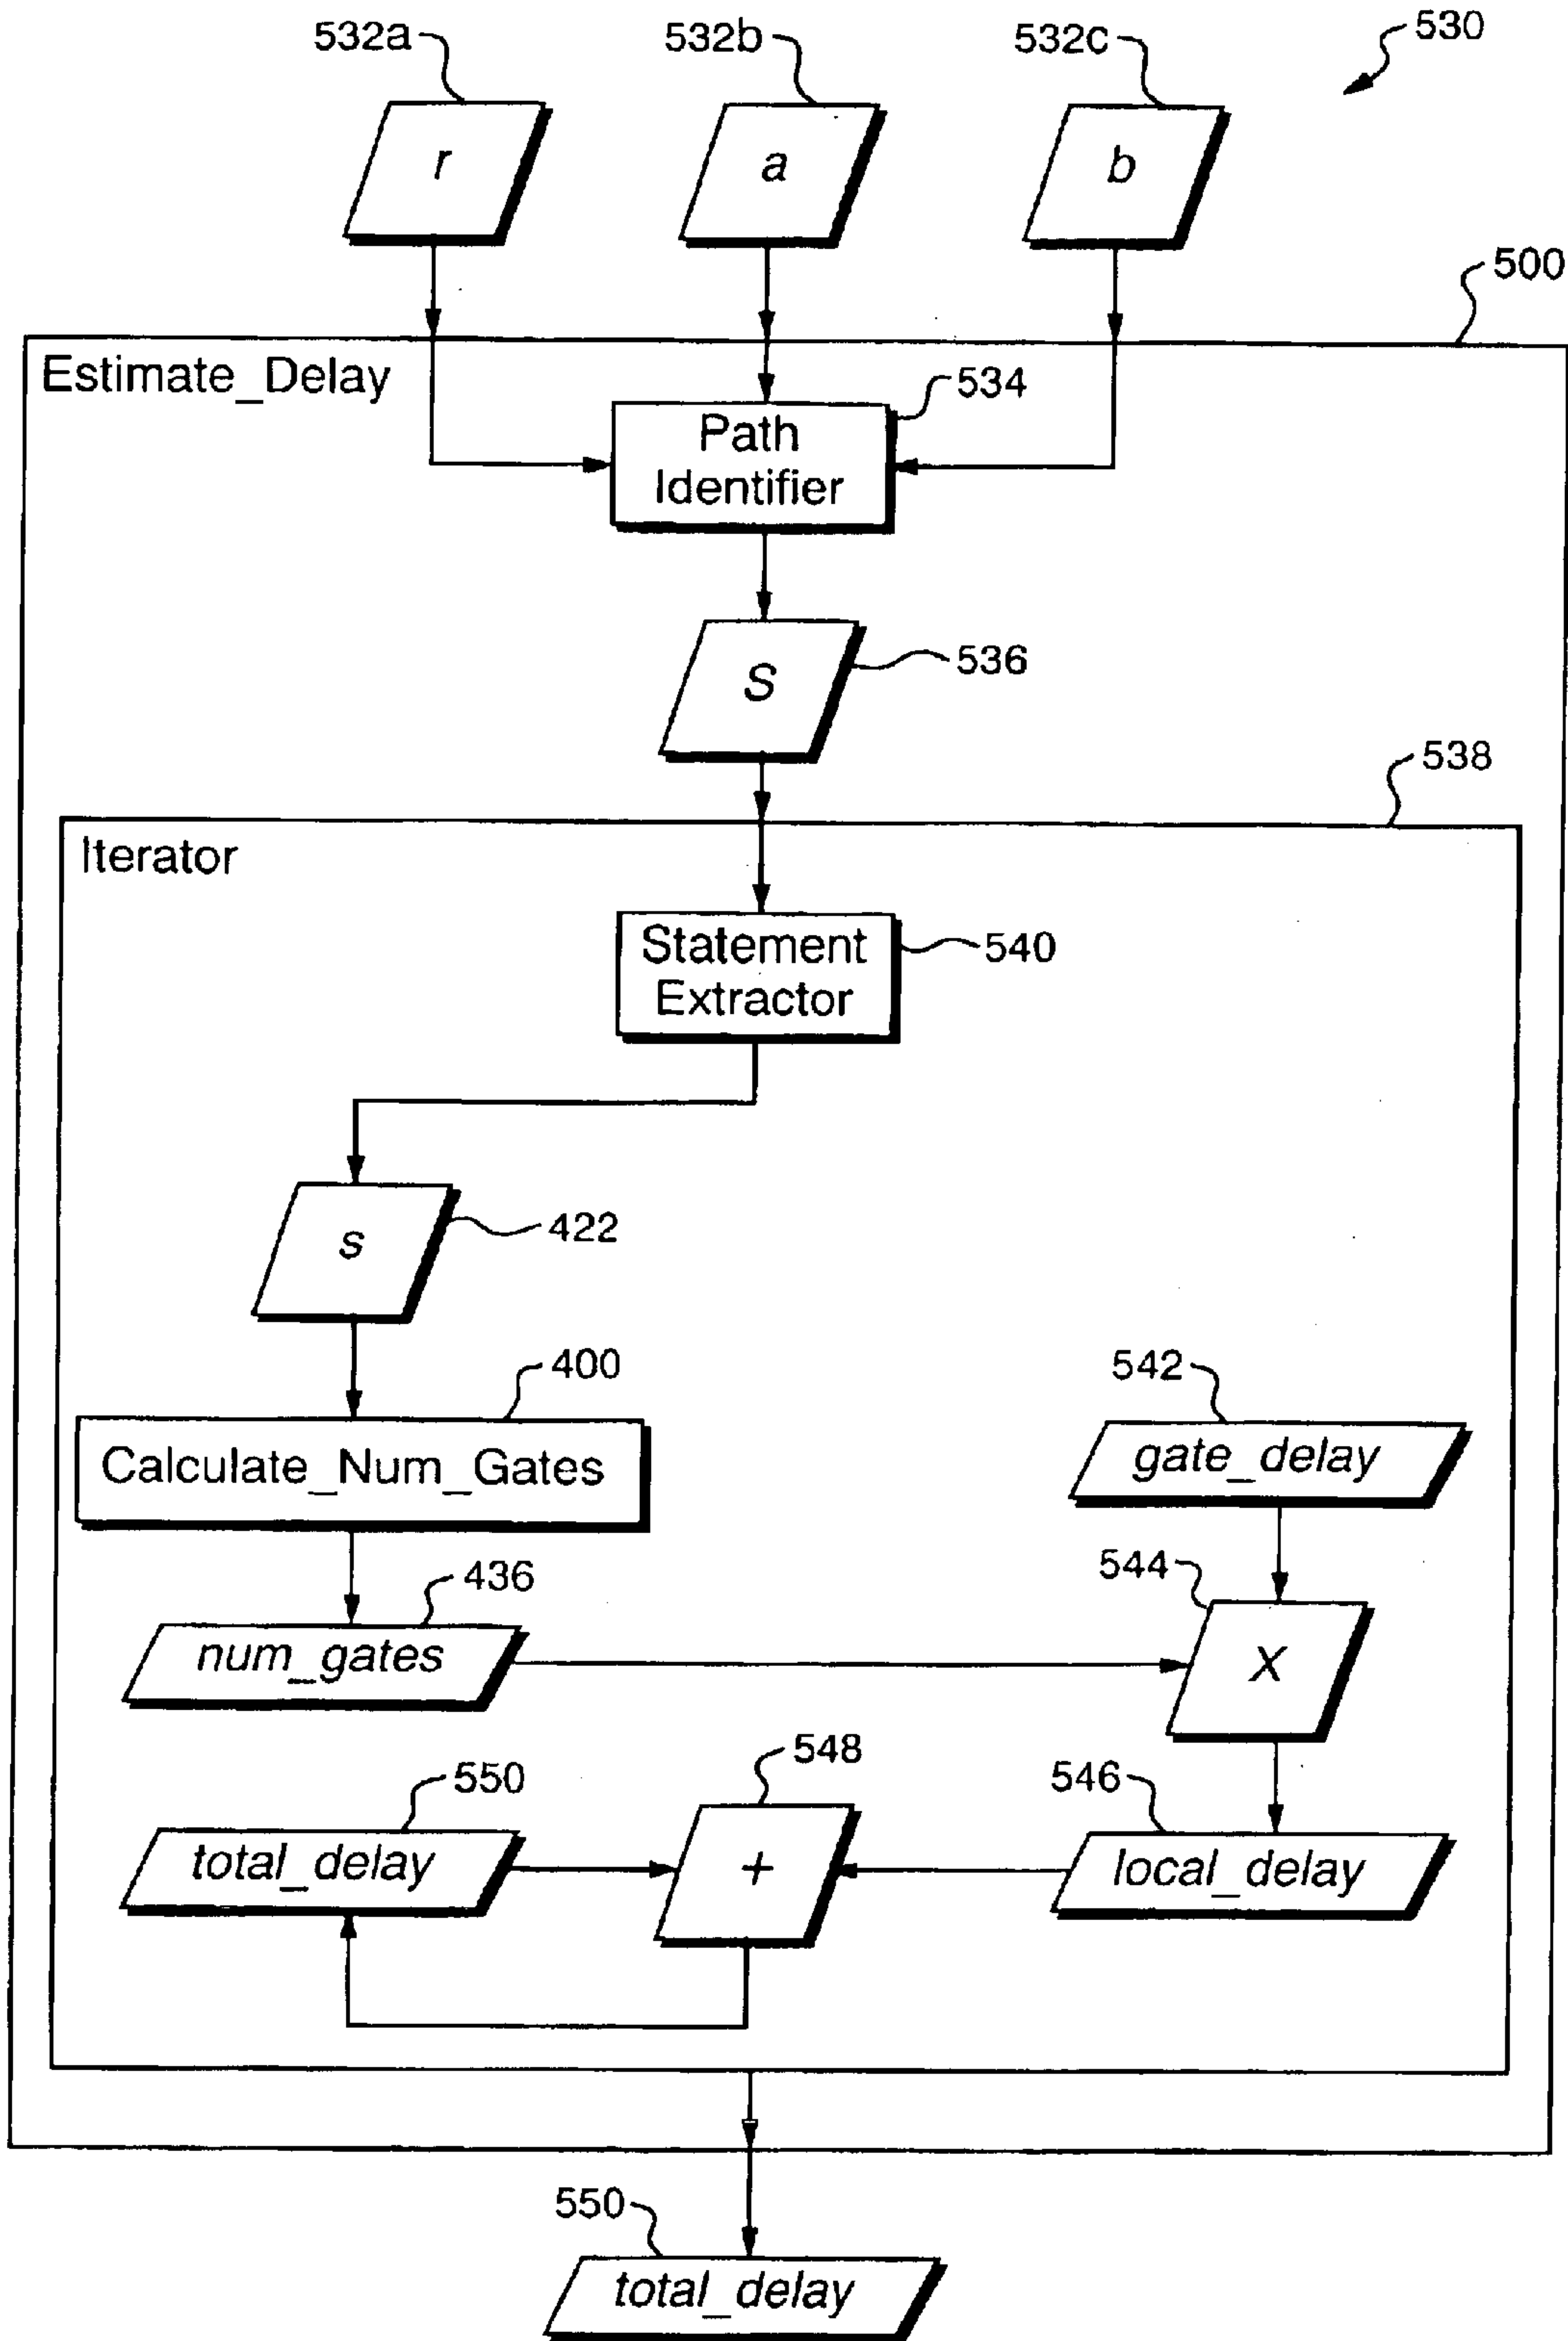 532a
532b
532c
530
r
a
b
500
Estimate_Delay
534
Path
Identifier
S
536
538
Iterator
Statement
Extractor
540
s
422
400
542
Calculate_Num_Gates
gate_delay
436
544
num_gates
X
548
550
546
total_delay
+
local_delay
550
total_delay